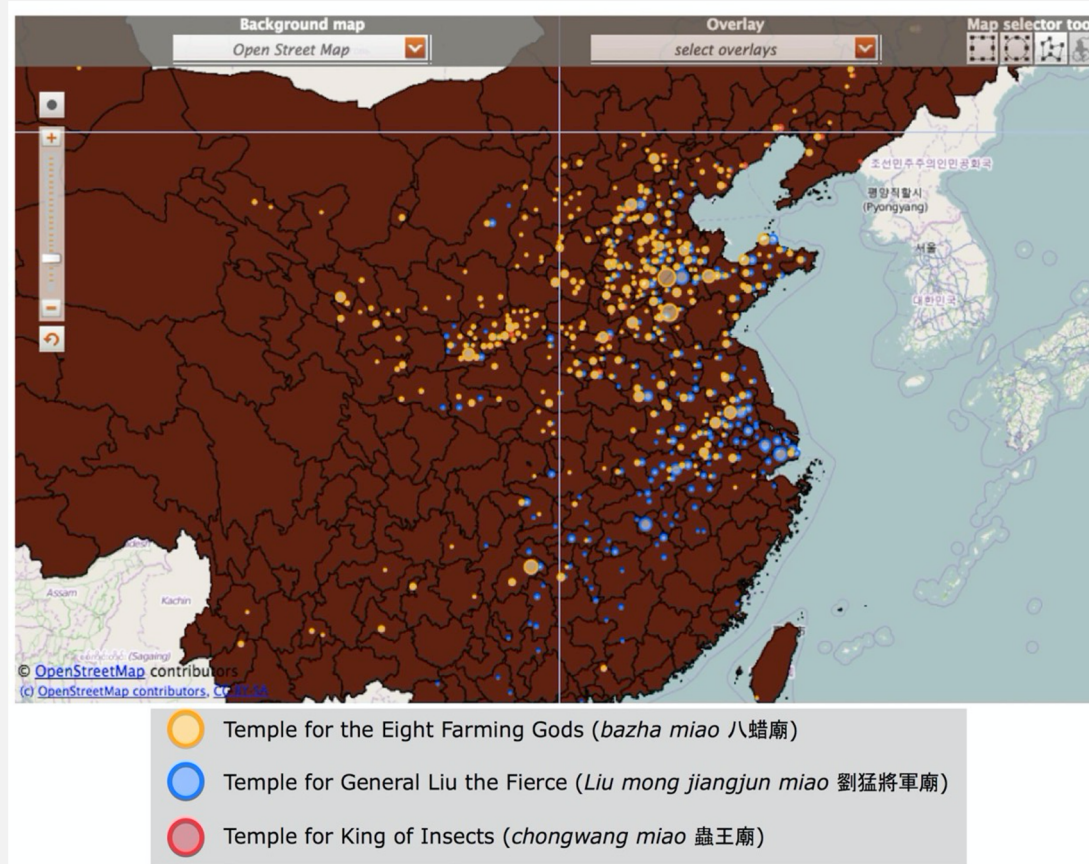 Background map
Overlay
Map selector too
Open Street Map
select overlays
조선민주주의인민공화국
평양직할시
(Pyongyang)
서울
대한민국
Assam
Kachin
(Sagaing)
© OpenStreetMap contributors
(c) OpenStreetMap contributors, CC-BY-SA
Temple for the Eight Farming Gods (bazha miao 八蜡廟)
Temple for General Liu the Fierce (Liu mong jiangjun miao 劉猛將軍廟)
Temple for King of Insects (chongwang miao 蟲王廟)